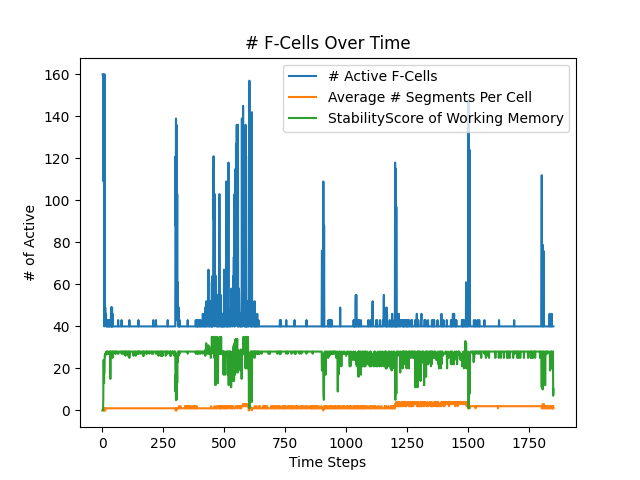 # F-Cells Over Time
# Active F-Cells
Average # Segments Per Cell
StabilityScore of Working Memory
# of Active
160
140
120
100
80
60
40
20
0
0
250
500
750
1000
1250
1500
1750
Time Steps